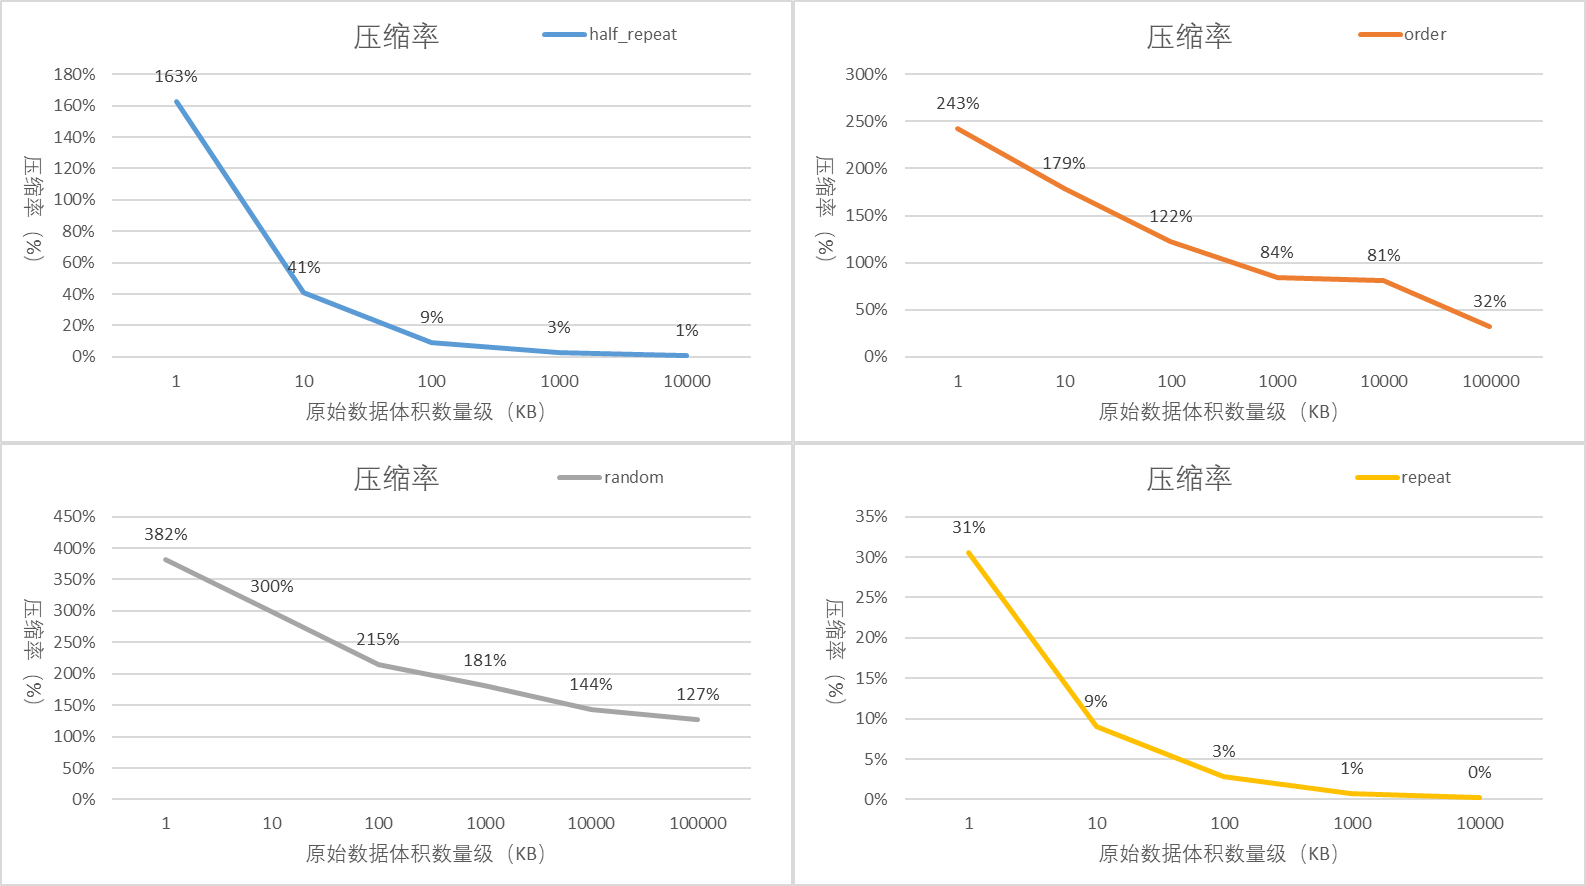 压缩率
half_repeat
180%
160%
140%
120%
100%
80%
60%
40%
20%
0%
163%
41%
9%
3%
1%
1 10 100 1000 10000
压缩率（%）
原始数据体积数量级（KB）
压缩率
order
300%
250%
200%
150%
100%
50%
0%
243%
179%
122%
84%
81%
32%
1 10 100 1000 10000 100000
压缩率（%）
原始数据体积数量级（KB）
压缩率
random
450%
400%
350%
300%
250%
200%
150%
100%
50%
0%
382%
300%
215%
181%
144%
127%
1 10 100 1000 10000 100000
压缩率（%）
原始数据体积数量级（KB）
压缩率
repeat
35%
30%
25%
20%
15%
10%
5%
0%
31%
9%
3%
1%
0%
1 10 100 1000 10000
压缩率（%）
原始数据体积数量级（KB）